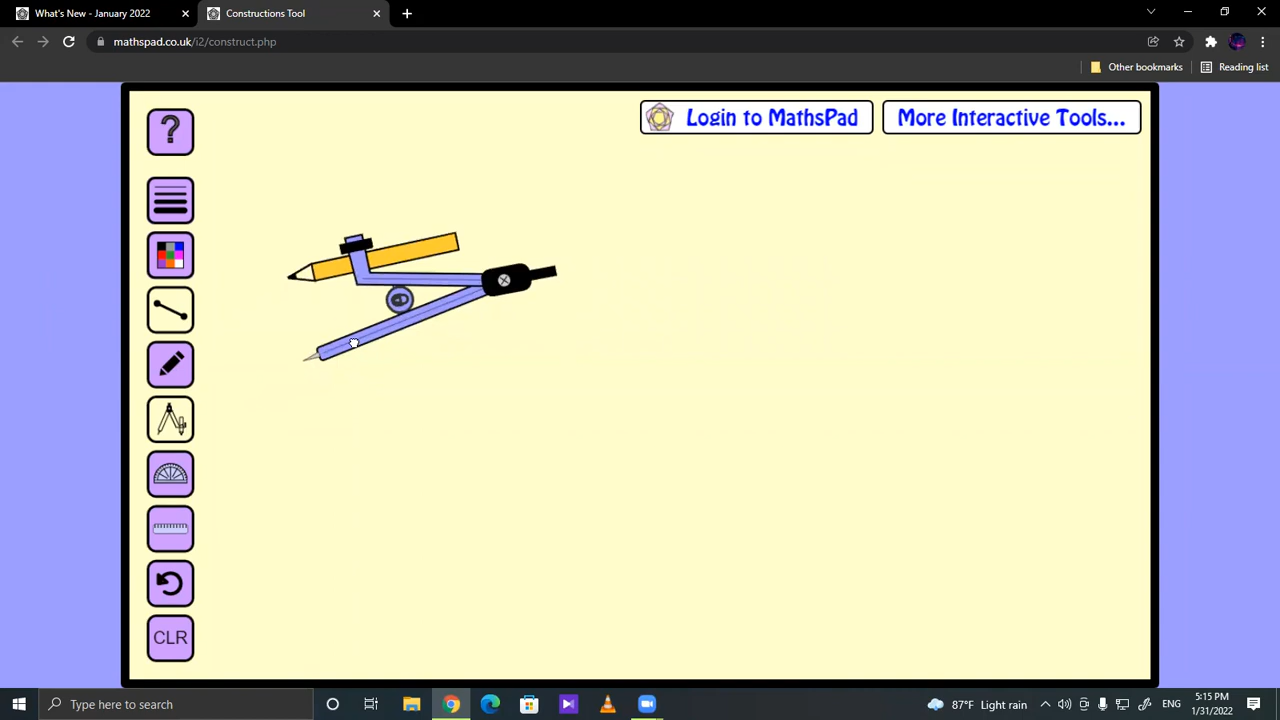 What's New - January 2022
Constructions Tool
mathspad.co.uk/i2/construct.php
Other bookmarks
Reading list
Login to MathsPad
More Interactive Tools...
?
CLR
Type here to search
87°F Light rain
ENG
5:15 PM
1/31/2022